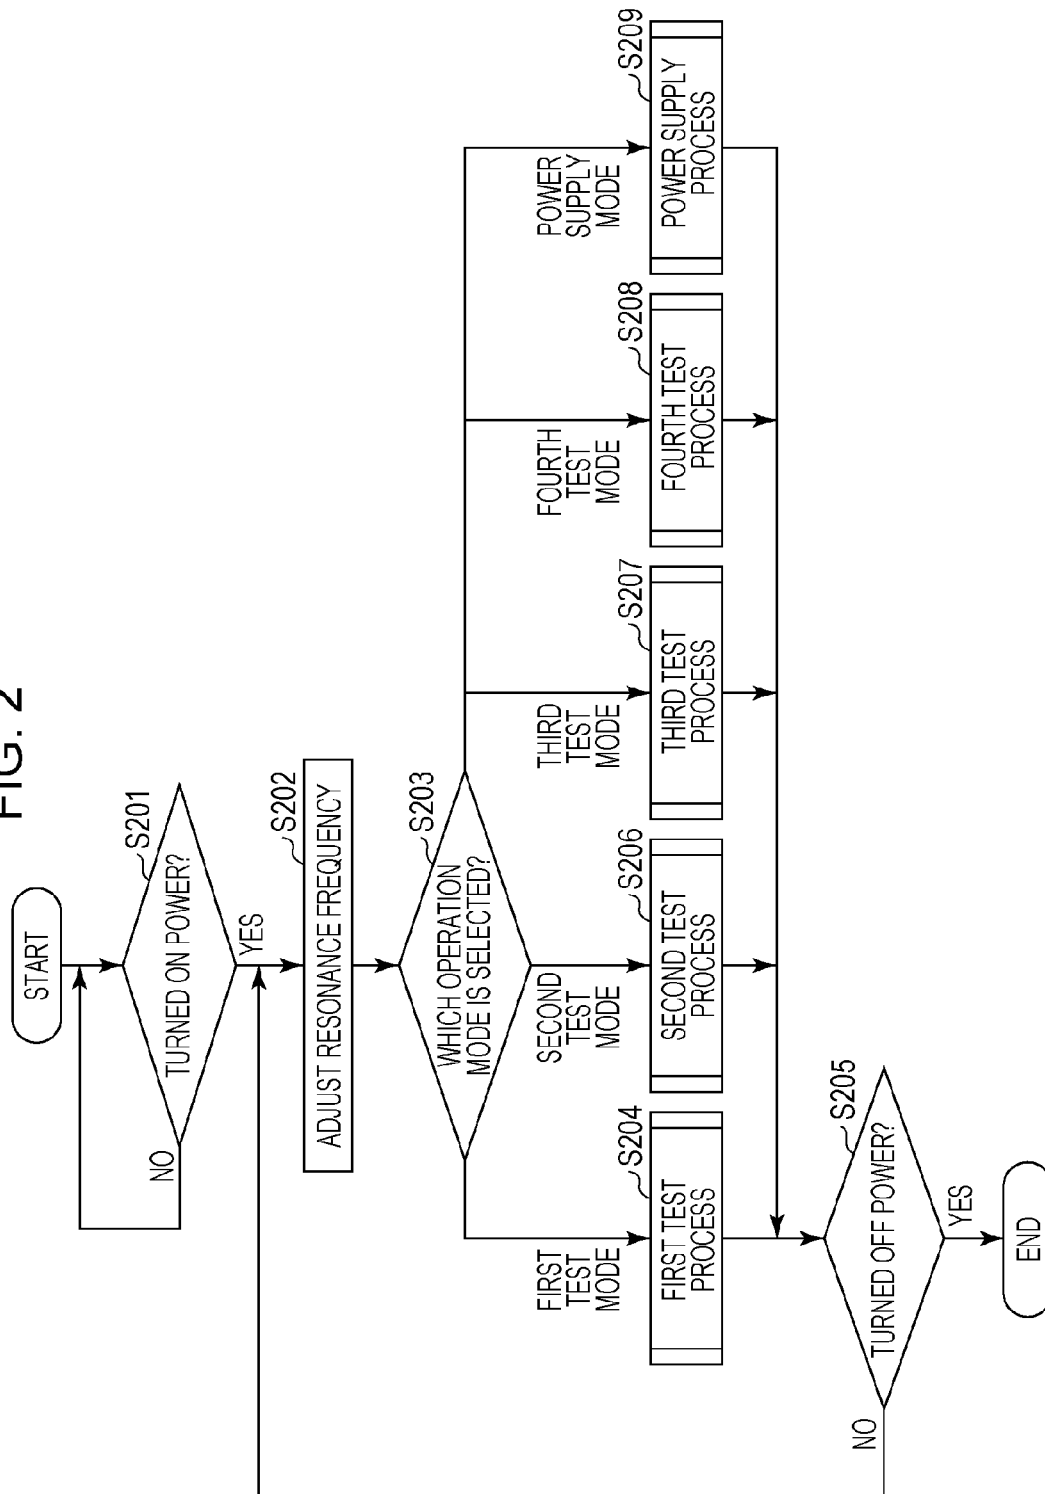 FIG. 2
START
S201
TURNED ON POWER?
NO
YES
S202
ADJUST RESONANCE FREQUENCY
S203
WHICH OPERATION
MODE IS SELECTED?
FIRST
TEST
MODE
SECOND
TEST
MODE
THIRD
TEST
MODE
FOURTH
TEST
MODE
POWER
SUPPLY
MODE
S204
FIRST TEST
PROCESS
S206
SECOND TEST
PROCESS
S207
THIRD TEST
PROCESS
S208
FOURTH TEST
PROCESS
S209
POWER SUPPLY
PROCESS
S205
TURNED OFF POWER?
NO
YES
END